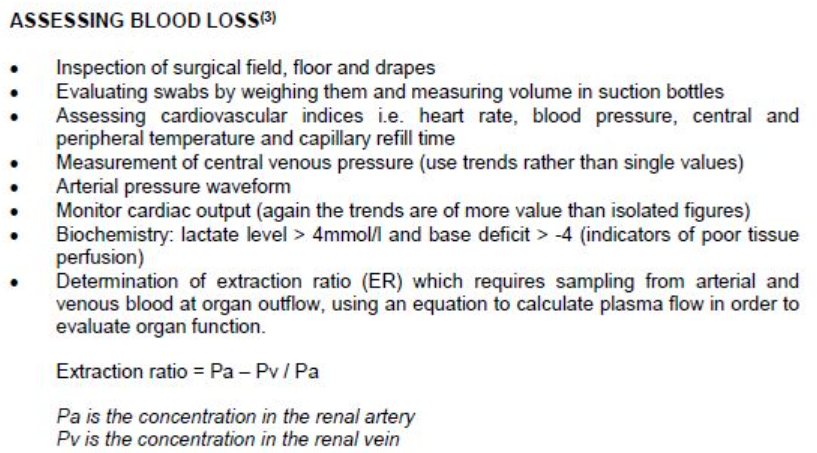 ASSESSING BLOOD LOSS(3)
• Inspection of surgical field, floor and drapes
• Evaluating swabs by weighing them and measuring volume in suction bottles
• Assessing cardiovascular indices i.e. heart rate, blood pressure, central and
peripheral temperature and capillary refill time
• Measurement of central venous pressure (use trends rather than single values)
• Arterial pressure waveform
• Monitor cardiac output (again the trends are of more value than isolated figures)
• Biochemistry: lactate level > 4mmol/l and base deficit > -4 (indicators of poor tissue
perfusion)
• Determination of extraction ratio (ER) which requires sampling from arterial and
venous blood at organ outflow, using an equation to calculate plasma flow in order to
evaluate organ function.
Extraction ratio = Pa – Pv / Pa
Pa is the concentration in the renal artery
Pv is the concentration in the renal vein